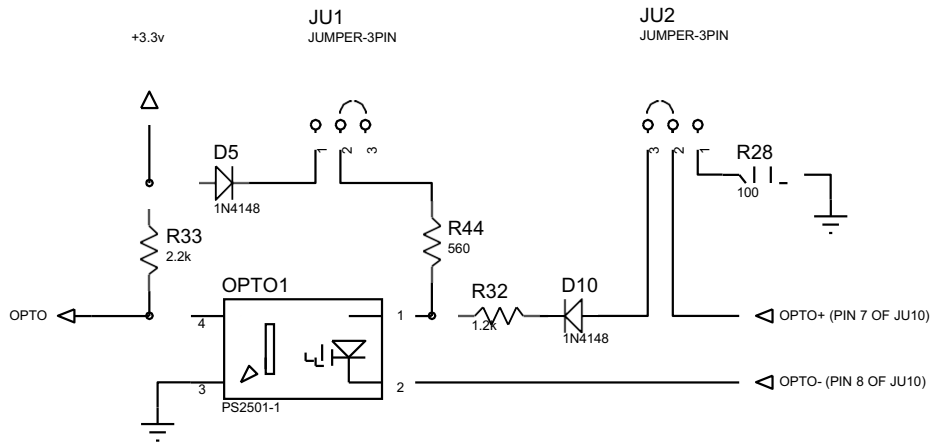 JU1
JUMPER-3PIN
JU2
JUMPER-3PIN
+3.3v
1
2
3
3
2
1
D5
1N4148
R28
100
R33
2.2k
R44
560
OPTO1
OPTO
4
1
R32
1.2k
D10
1N4148
OPTO+ (PIN 7 OF JU10)
3
2
OPTO- (PIN 8 OF JU10)
PS2501-1